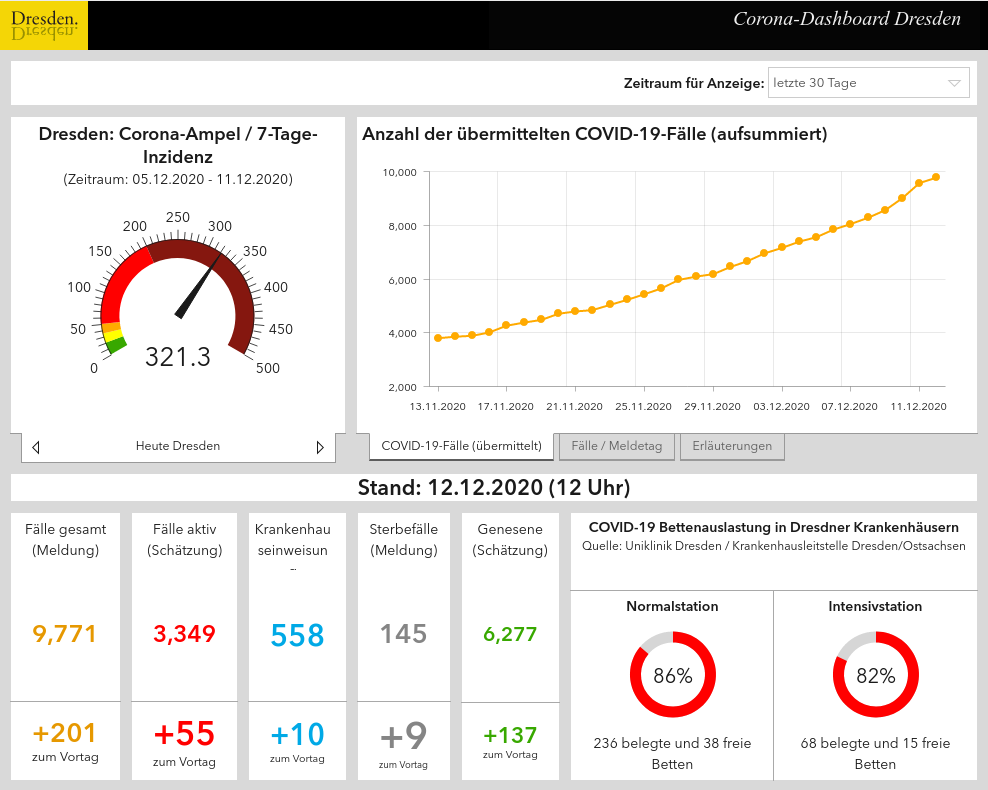 Dresden.
Corona-Dashboard Dresden
Zeitraum für Anzeige: letzte 30 Tage
Dresden: Corona-Ampel / 7-Tage-
Inzidenz
(Zeitraum: 05.12.2020 - 11.12.2020)
0
50
100
150
200
250
300
350
400
450
500
321.3
Heute Dresden
Anzahl der übermittelten COVID-19-Fälle (aufsummiert)
10,000
8,000
6,000
4,000
2,000
13.11.2020 17.11.2020 21.11.2020 25.11.2020 29.11.2020 03.12.2020 07.12.2020 11.12.2020
COVID-19-Fälle (übermittelt) Fälle / Meldetag Erläuterungen
Stand: 12.12.2020 (12 Uhr)
Fälle gesamt
(Meldung)
9,771
+201
zum Vortag
Fälle aktiv
(Schätzung)
3,349
+55
zum Vortag
Krankenhau
seinweisun
558
+10
zum Vortag
Sterbefälle
(Meldung)
145
+9
zum Vortag
Genesene
(Schätzung)
6,277
+137
zum Vortag
COVID-19 Bettenauslastung in Dresdner Krankenhäusern
Quelle: Uniklinik Dresden / Krankenhausleitstelle Dresden/Ostsachsen
Normalstation
86%
236 belegte und 38 freie
Betten
Intensivstation
82%
68 belegte und 15 freie
Betten